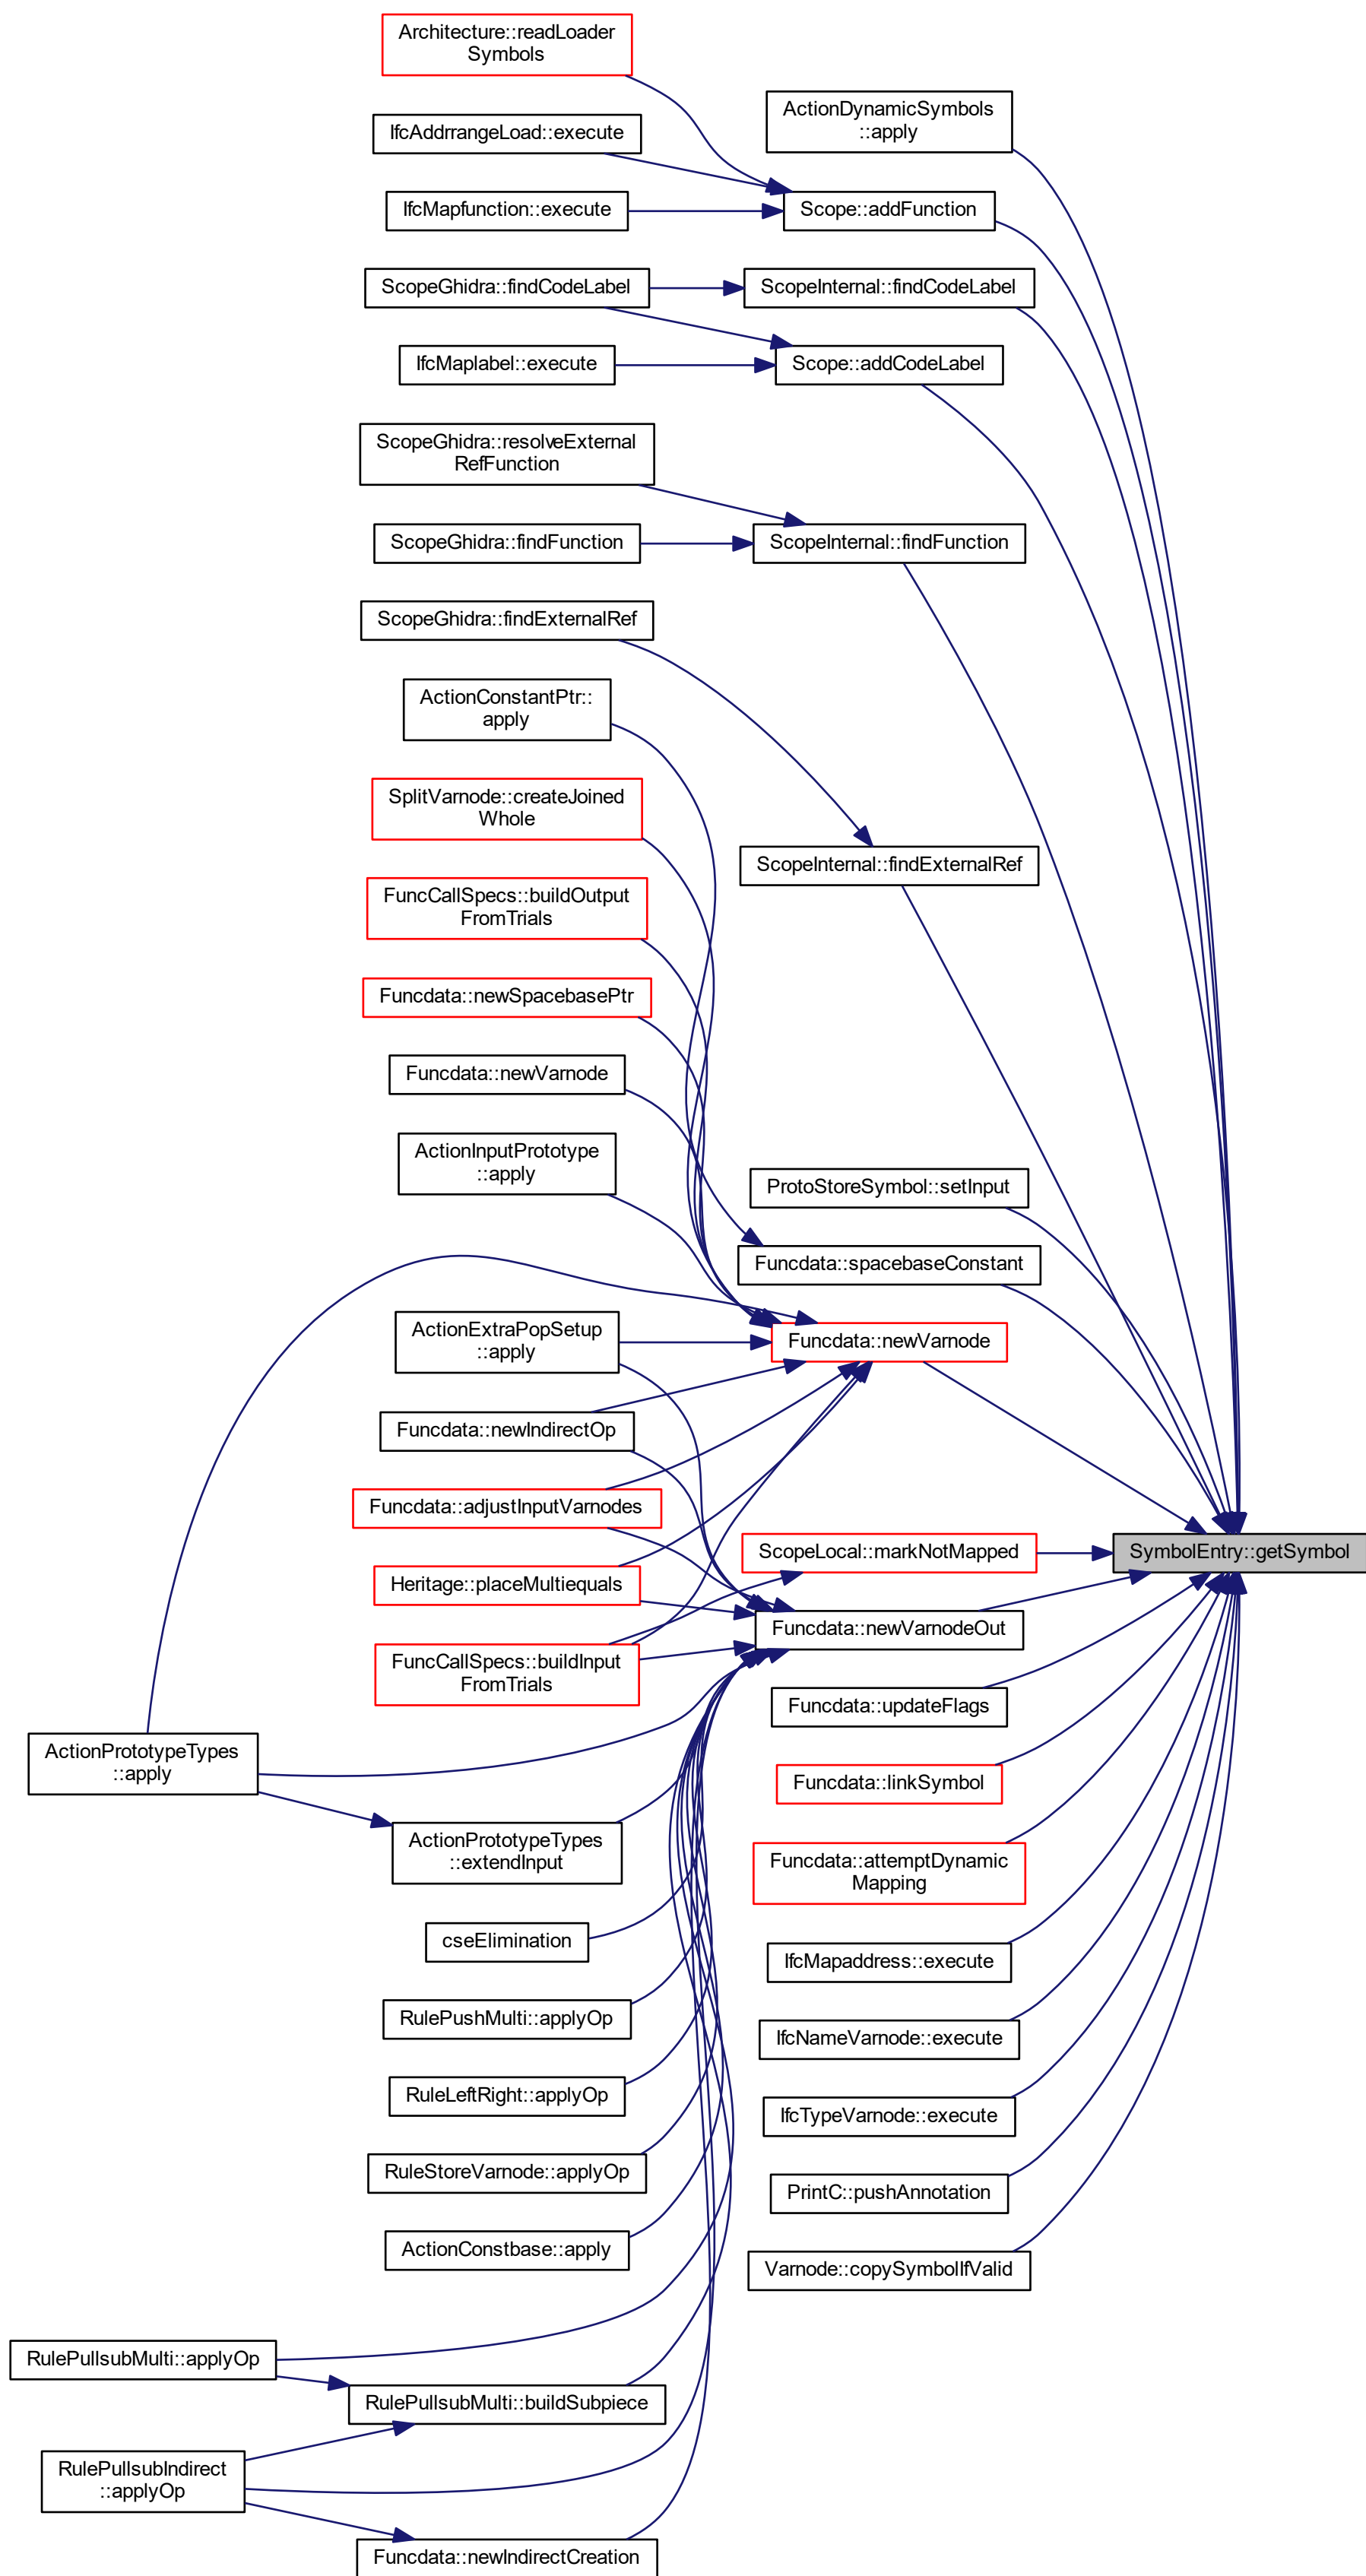 Architecture::readLoader
Symbols
IfcAddrrangeLoad::execute
IfcMapfunction::execute
ScopeGhidra::findCodeLabel
IfcMaplabel::execute
ScopeGhidra::resolveExternal
RefFunction
ScopeGhidra::findFunction
ScopeGhidra::findExternalRef
ActionConstantPtr::
apply
SplitVarnode::createJoined
Whole
FuncCallSpecs::buildOutput
FromTrials
Funcdata::newSpacebasePtr
Funcdata::newVarnode
ActionInputPrototype
::apply
ActionExtraPopSetup
::apply
Funcdata::newIndirectOp
Funcdata::adjustInputVarnodes
Heritage::placeMultiequals
FuncCallSpecs::buildInput
FromTrials
ActionPrototypeTypes
::apply
ActionPrototypeTypes
::extendInput
cseElimination
RulePushMulti::applyOp
RuleLeftRight::applyOp
RuleStoreVarnode::applyOp
ActionConstbase::apply
RulePullsubMulti::applyOp
RulePullsubMulti::buildSubpiece
RulePullsubIndirect
::applyOp
Funcdata::newIndirectCreation
ActionDynamicSymbols
::apply
Scope::addFunction
ScopeInternal::findCodeLabel
Scope::addCodeLabel
ScopeInternal::findFunction
ScopeInternal::findExternalRef
ProtoStoreSymbol::setInput
Funcdata::spacebaseConstant
Funcdata::newVarnode
ScopeLocal::markNotMapped
Funcdata::newVarnodeOut
Funcdata::updateFlags
Funcdata::linkSymbol
Funcdata::attemptDynamic
Mapping
IfcMapaddress::execute
IfcNameVarnode::execute
IfcTypeVarnode::execute
PrintC::pushAnnotation
Varnode::copySymbolIfValid
SymbolEntry::getSymbol